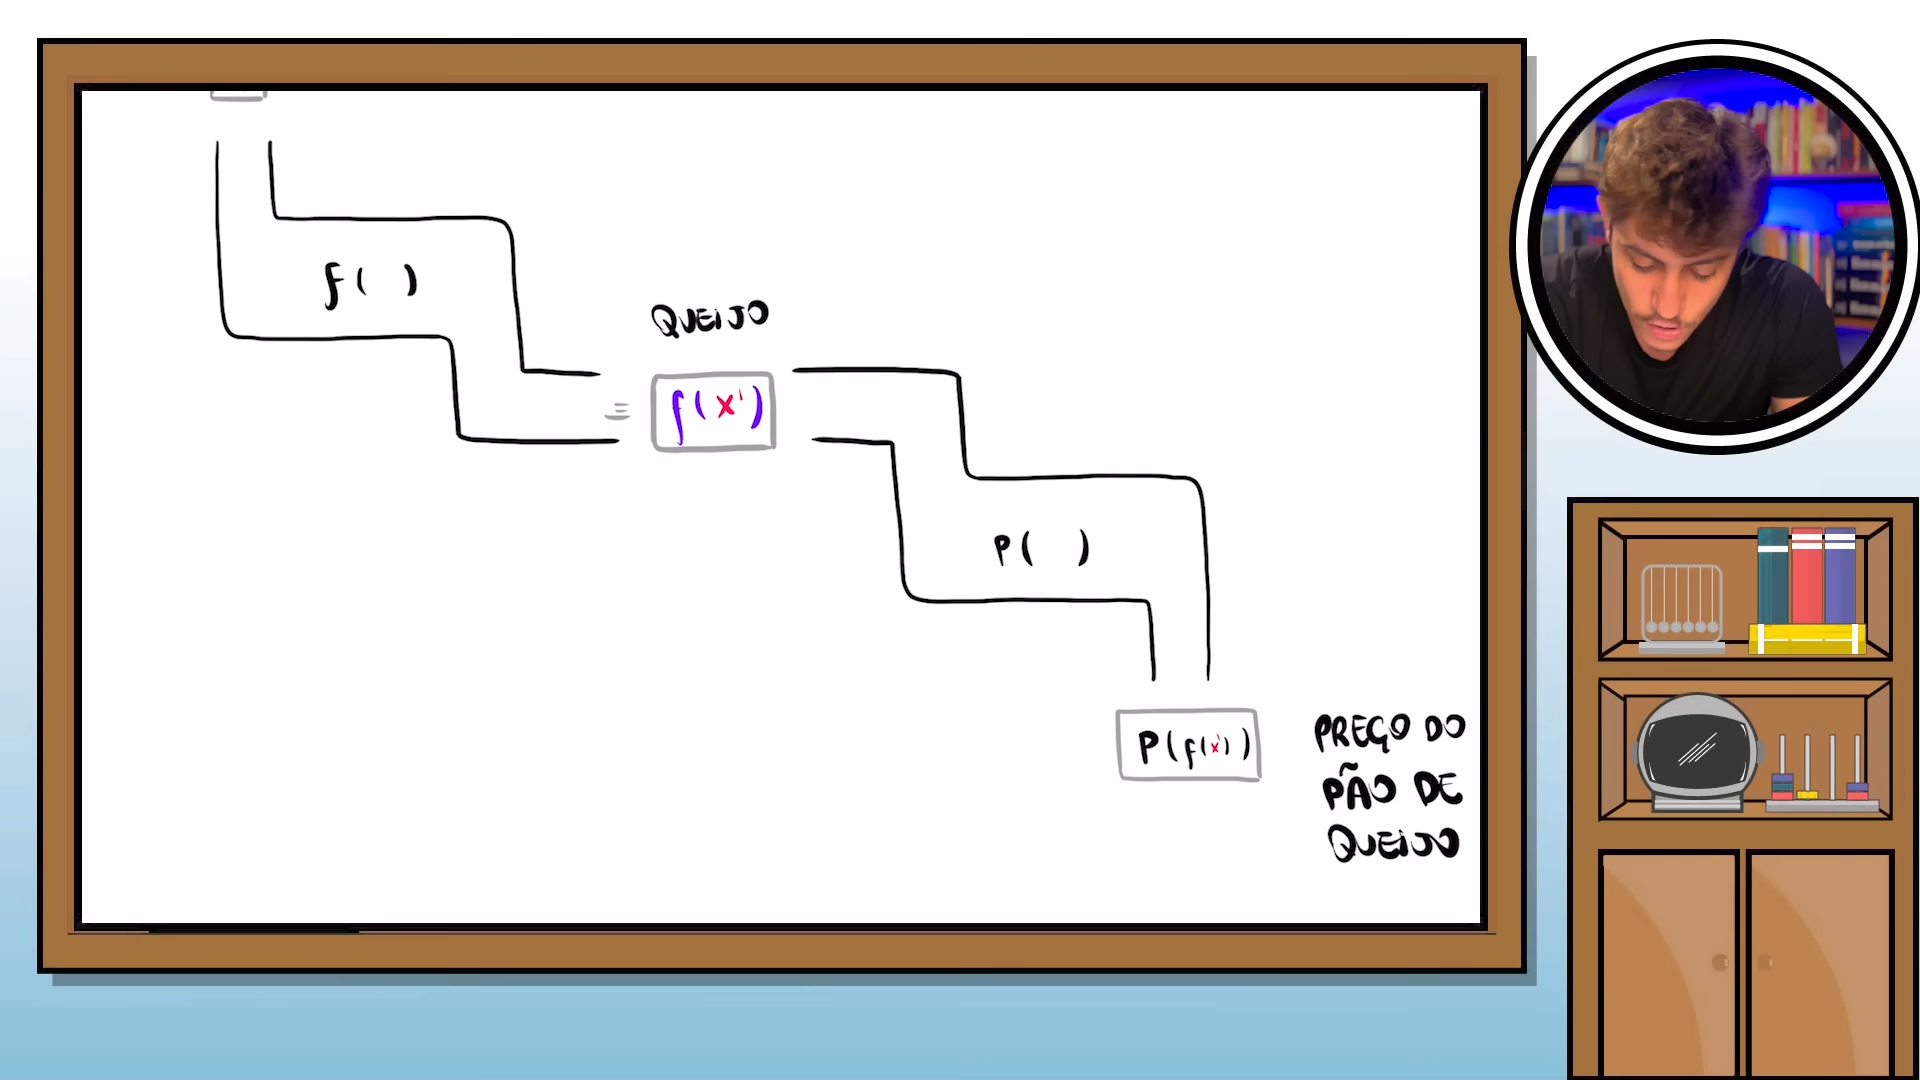 f( )
QUEIJO
f(x')
P( )
P(f(x'))
PREÇO DO
PÃO DE
QUEIJO